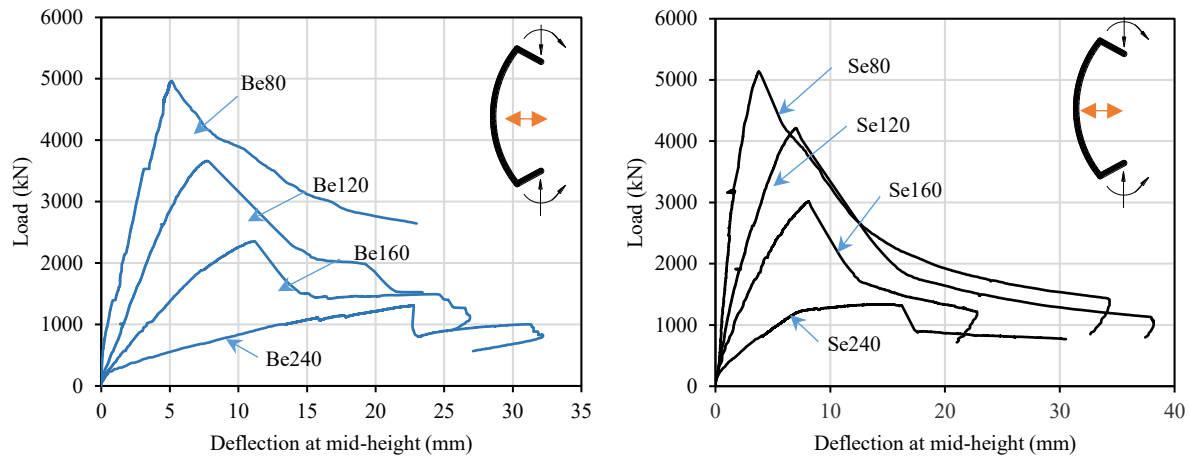 6000
5000
4000
3000
2000
1000
0
Load (kN)
Be80
Be120
Be160
Be240
0 5 10 15 20 25 30 35
Deflection at mid-height (mm)
6000
5000
4000
3000
2000
1000
0
Load (kN)
Se80
Se120
Se160
Se240
0 10 20 30 40
Deflection at mid-height (mm)